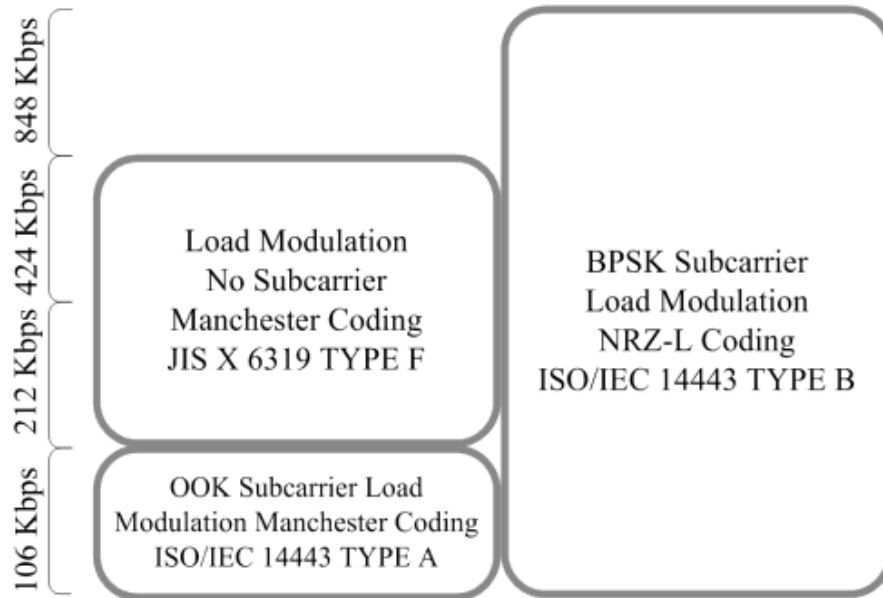 848 Kbps
424 Kbps
212 Kbps
106 Kbps
Load Modulation
No Subcarrier
Manchester Coding
JIS X 6319 TYPE F
OOK Subcarrier Load
Modulation Manchester Coding
ISO/IEC 14443 TYPE A
BPSK Subcarrier
Load Modulation
NRZ-L Coding
ISO/IEC 14443 TYPE B